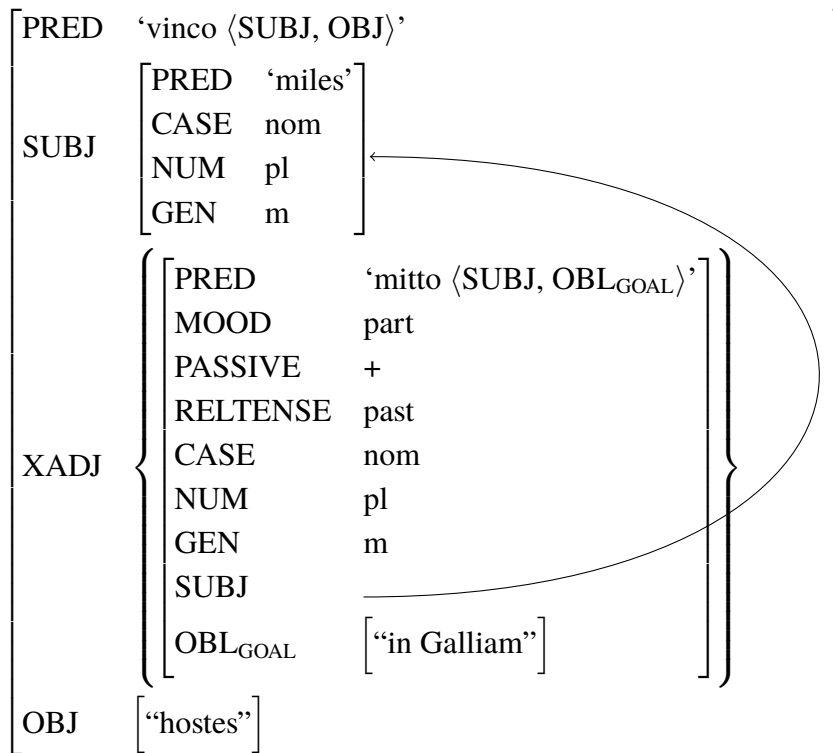 PRED ‘vinco ⟨SUBJ, OBJ⟩’
SUBJ
PRED ‘miles’
CASE nom
NUM pl
GEN m
XADJ
PRED ‘mitto ⟨SUBJ, OBL_GOAL⟩’
MOOD part
PASSIVE +
RELTENSE past
CASE nom
NUM pl
GEN m
SUBJ
OBL_GOAL [“in Galliam”]
OBJ [“hostes”]